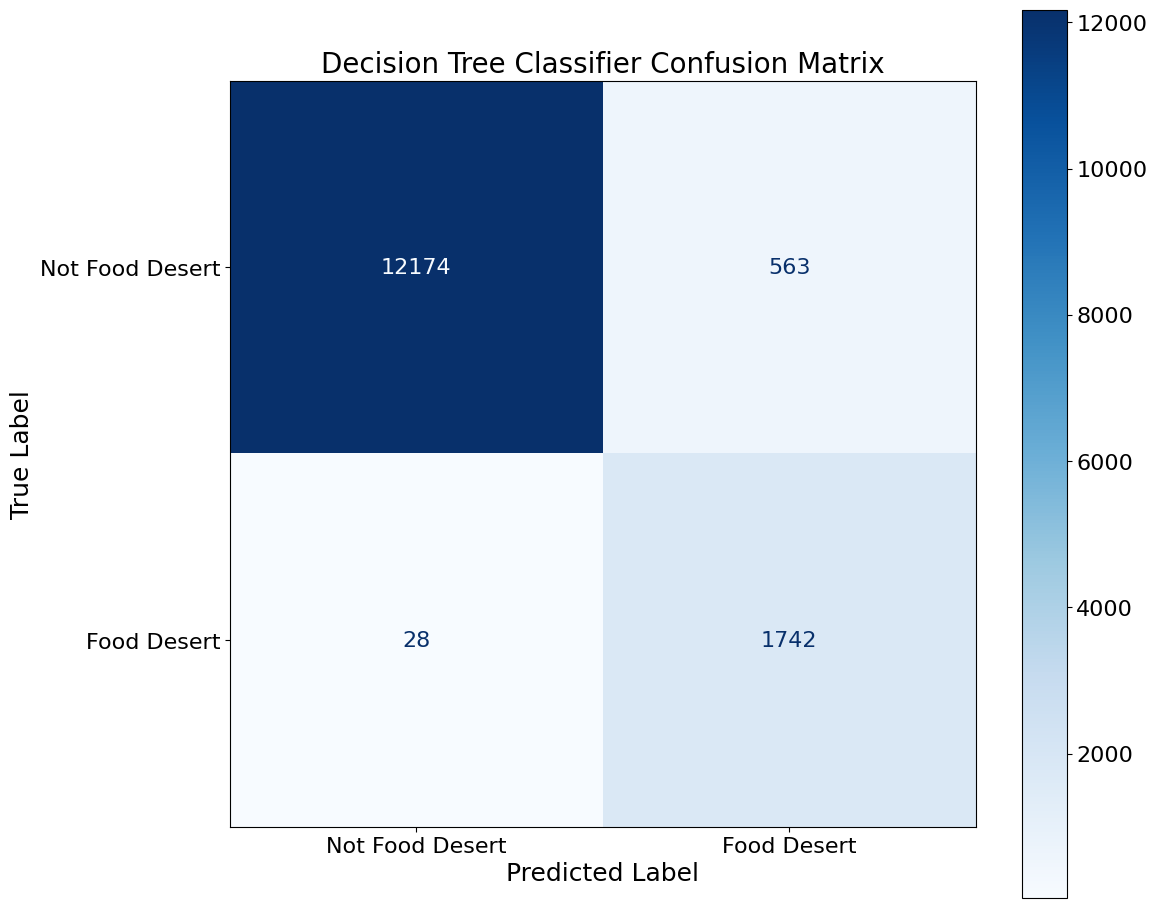 Decision Tree Classifier Confusion Matrix
True Label
Not Food Desert
12174
563
Food Desert
28
1742
Not Food Desert
Food Desert
Predicted Label
12000
10000
8000
6000
4000
2000